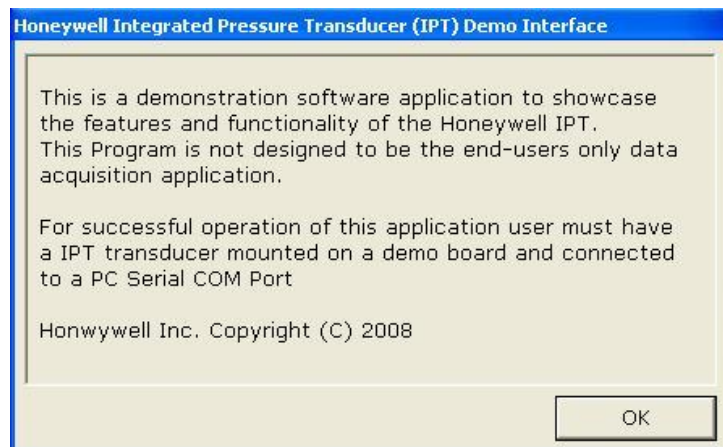 Honeywell Integrated Pressure Transducer (IPT) Demo Interface
This is a demonstration software application to showcase
the features and functionality of the Honeywell IPT.
This Program is not designed to be the end-users only data
acquisition application.
For successful operation of this application user must have
a IPT transducer mounted on a demo board and connected
to a PC Serial COM Port
Honwywell Inc. Copyright (C) 2008
OK